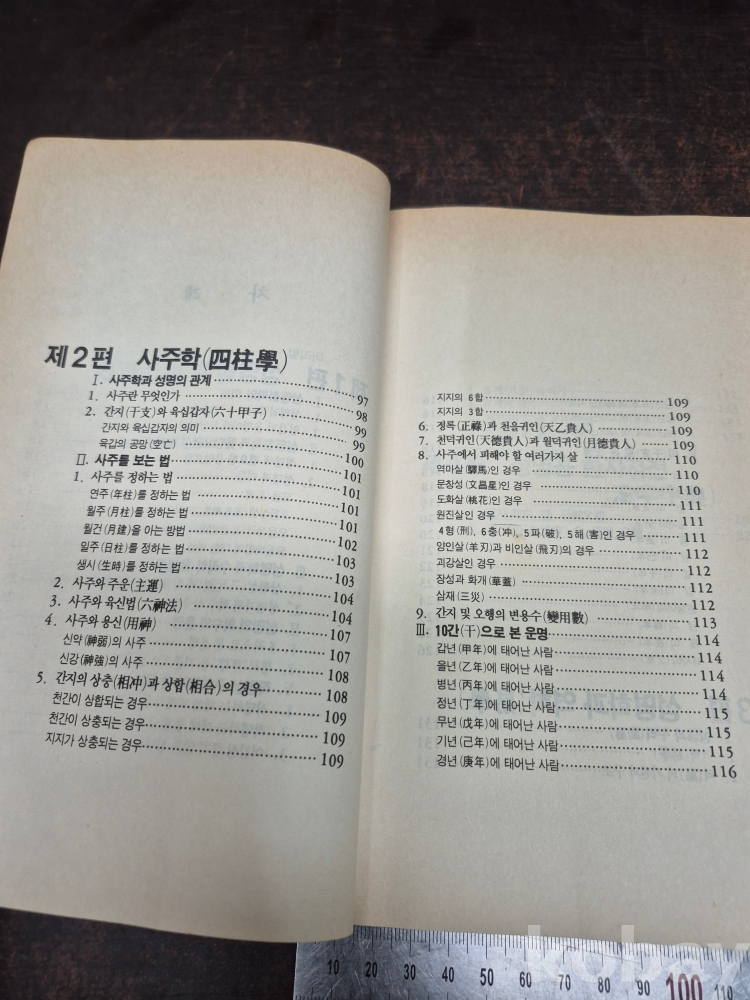 제2편 사주학(四柱學)
Ⅰ. 사주학과 성명의 관계 97
1. 사주란 무엇인가 98
2. 간지(干支)와 육십갑자(六十甲子) 99
간지와 육십갑자의 의미 99
육갑의 공망(空亡) 100
Ⅱ. 사주를 보는 법 101
1. 사주를 정하는 법 101
연주(年柱)를 정하는 법 101
월주(月柱)를 정하는 법 101
월건(月建)을 아는 방법 102
일주(日柱)를 정하는 법 103
생시(生時)를 정하는 법 103
2. 사주와 주운(主運) 104
3. 사주와 육신법(六神法) 104
4. 사주와 용신(用神) 107
신약(神弱)의 사주 107
신강(神強)의 사주 108
5. 간지의 상충(相冲)과 상합(相合)의 경우 108
천간이 상합되는 경우 109
천간이 상충되는 경우 109
지지가 상충되는 경우 109
지지의 6합 109
지지의 3합 109
6. 정록(正祿)과 천을귀인(天乙貴人) 109
7. 천덕귀인(天德貴人)과 월덕귀인(月德貴人) 109
8. 사주에서 피해야 할 여러가지 살 110
역마살(驛馬)인 경우 110
문창성(文昌星)인 경우 110
도화살(桃花)인 경우 111
원진살인 경우 111
4형(刑), 6충(冲), 5파(破), 5해(害)인 경우 111
양인살(羊刃)과 비인살(飛刃)의 경우 112
괴강살인 경우 112
장성과 화개(華蓋) 112
삼재(三災) 112
9. 간지 및 오행의 변용수(變用數) 113
Ⅲ. 10간(干)으로 본 운명 114
갑년(甲年)에 태어난 사람 114
을년(乙年)에 태어난 사람 114
병년(丙年)에 태어난 사람 114
정년(丁年)에 태어난 사람 115
무년(戊年)에 태어난 사람 115
기년(己年)에 태어난 사람 115
경년(庚年)에 태어난 사람 116
10 20 30 40 50 60 70 80 90 100 110
kobay